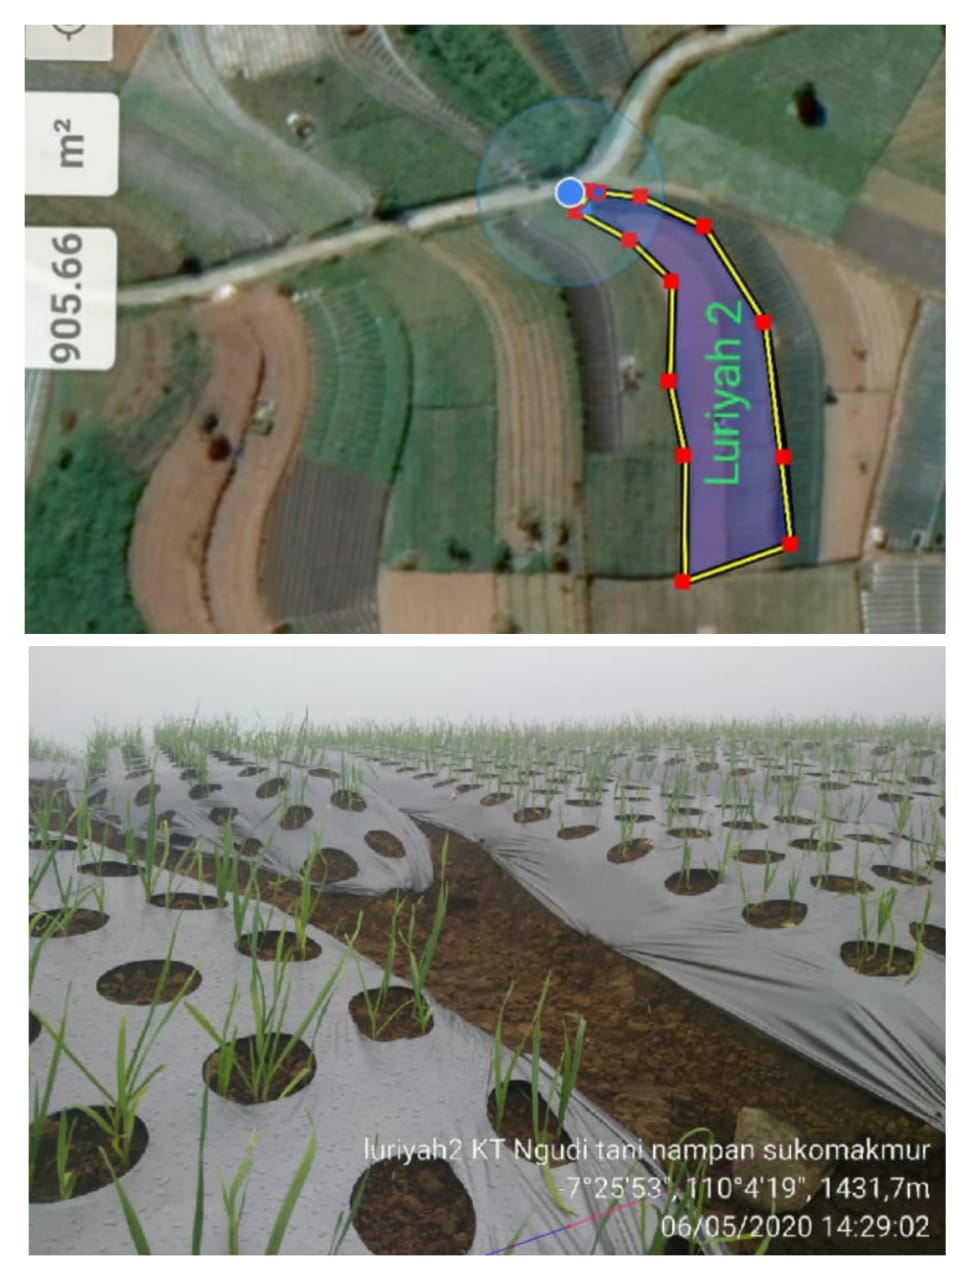 m²
905.66
Luriyah 2
luriyah2 KT Ngudi tani nampan sukomakmur
-7°25'53", 110°4'19", 1431,7m
06/05/2020 14:29:02